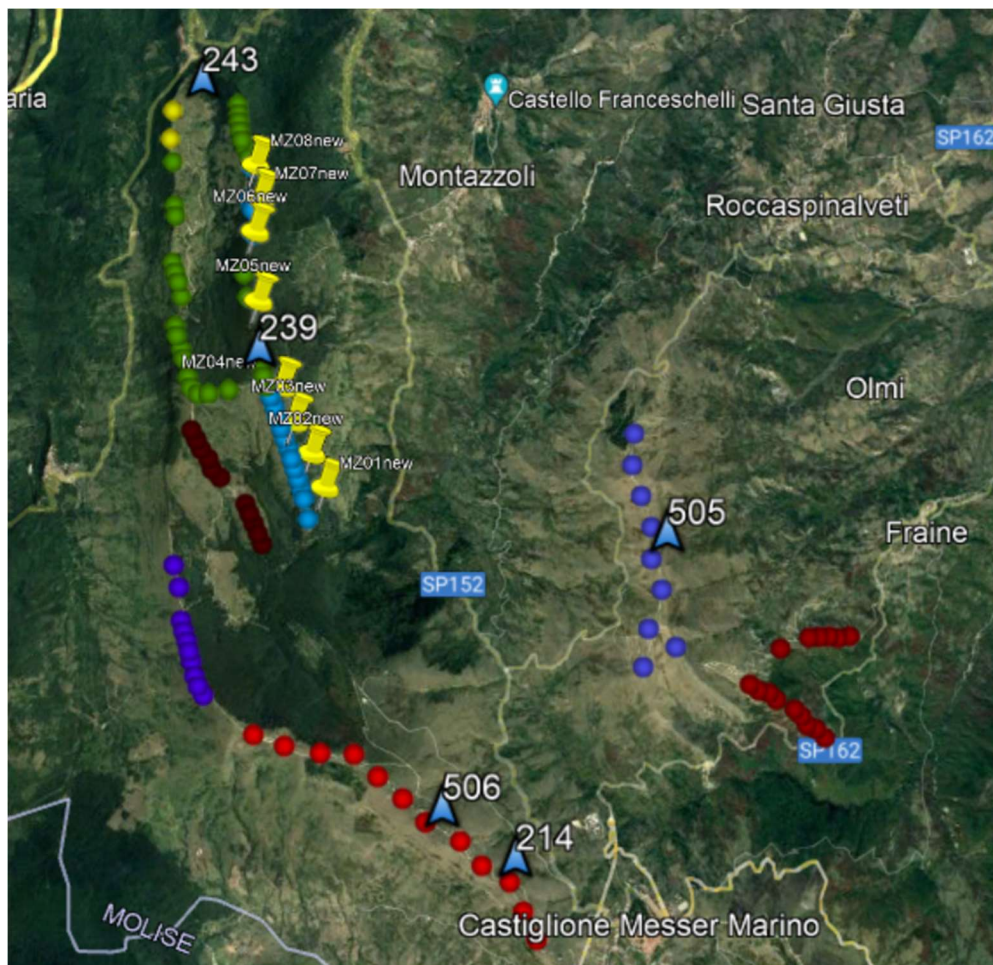 243
aria
Castello Franceschelli
Santa Giusta
MZ08new
SP162
MZ07new
Montazzoli
MZ06new
Roccaspinalveti
MZ05new
239
MZ04new
MZ03new
Olmi
MZ02new
MZ01new
505
Fraine
SP152
SP162
506
214
MOLISE
Castiglione Messer Marino